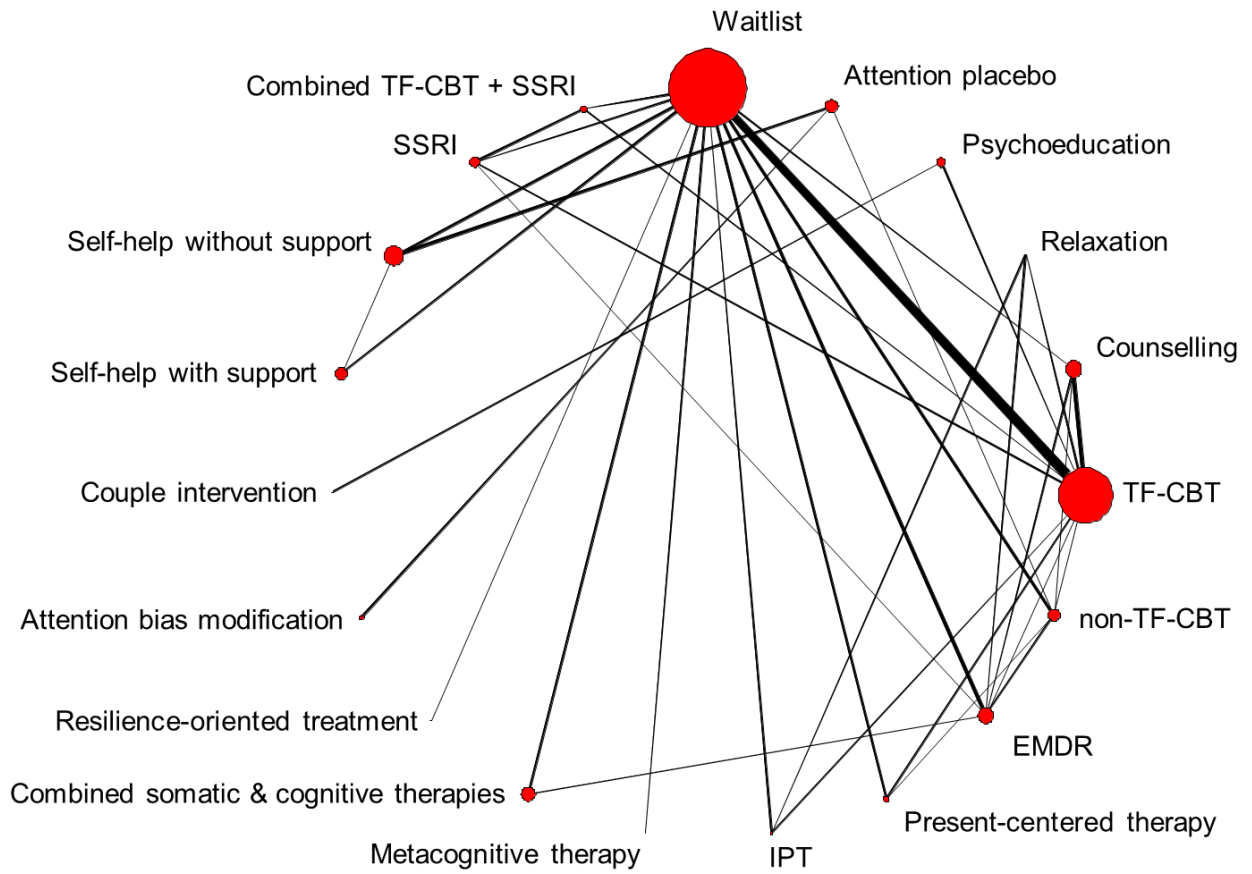 Waitlist
Combined TF-CBT + SSRI
Attention placebo
SSRI
Psychoeducation
Self-help without support
Relaxation
Counselling
Self-help with support
Couple intervention
TF-CBT
Attention bias modification
non-TF-CBT
Resilience-oriented treatment
EMDR
Combined somatic & cognitive therapies
Present-centered therapy
Metacognitive therapy
IPT